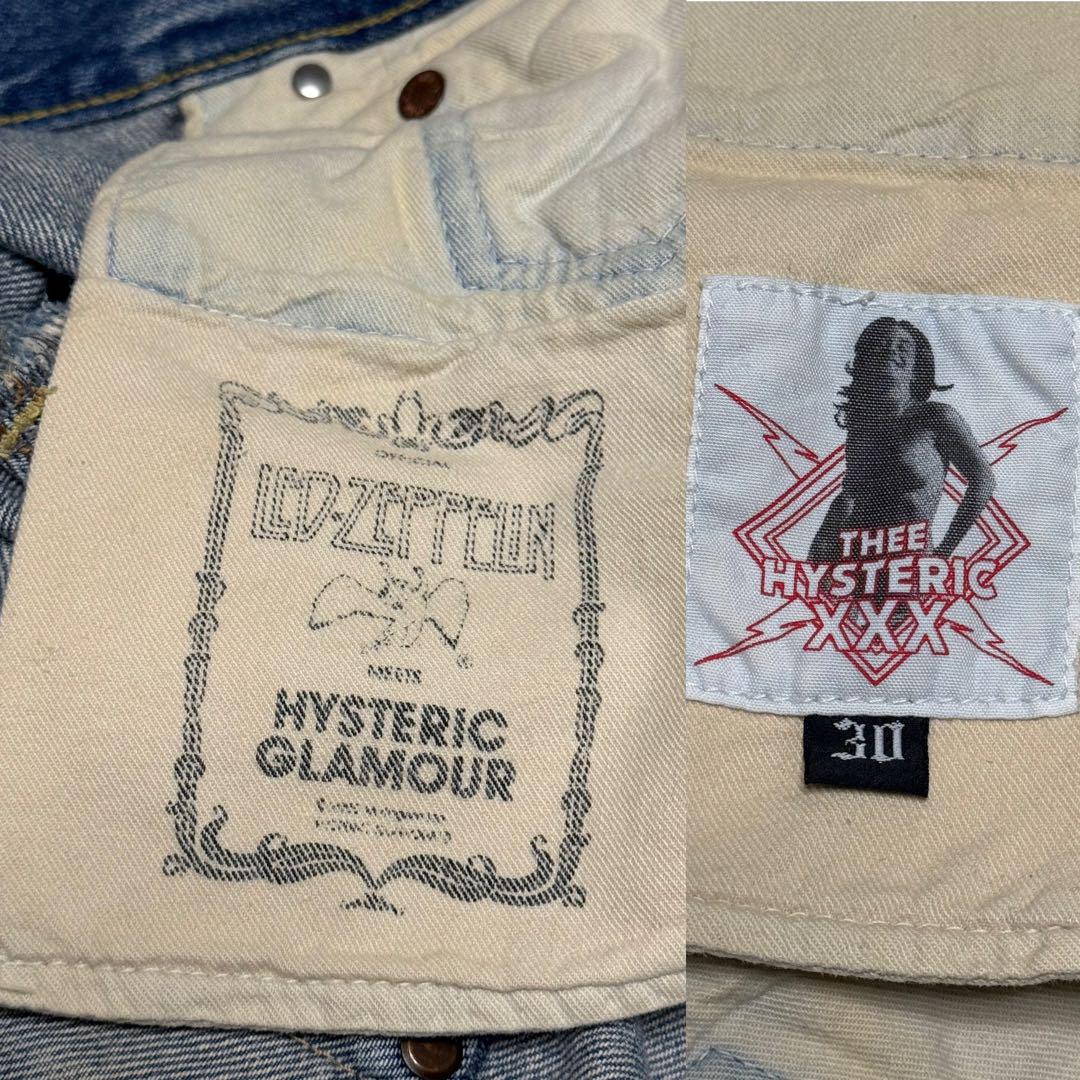 OFFICIAL
LED-ZEPPELIN
®
MEETS
HYSTERIC
GLAMOUR
©
THEE
HYSTERIC
XXX
30